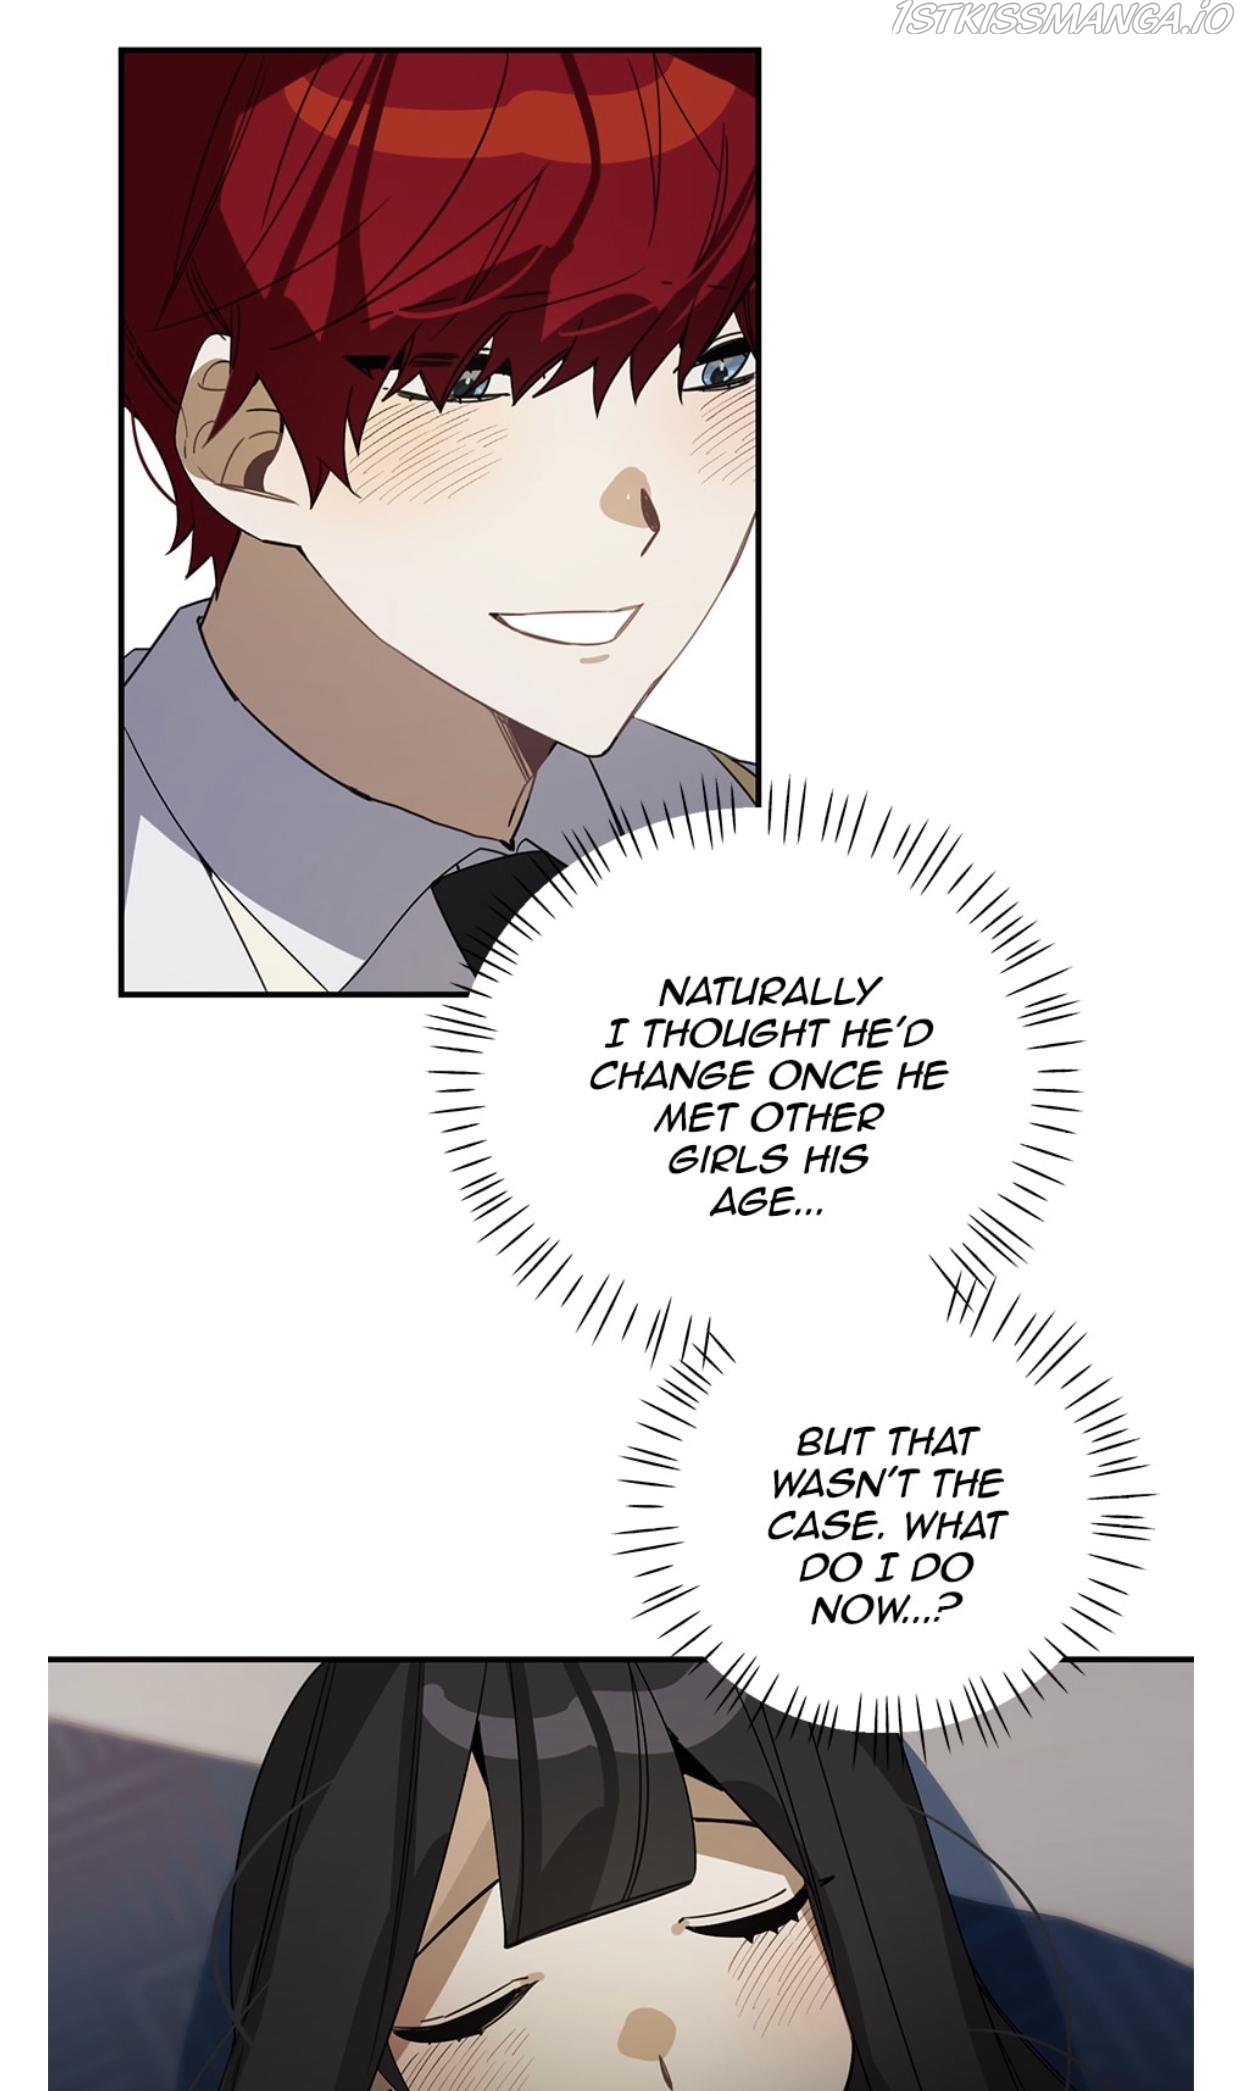 1STKISSMANGA.IO
NATURALLY
I THOUGHT HE'D
CHANGE ONCE HE
MET OTHER
GIRLS HIS
AGE...
BUT THAT
WASN'T THE
CASE. WHAT
DO I DO
NOW...?